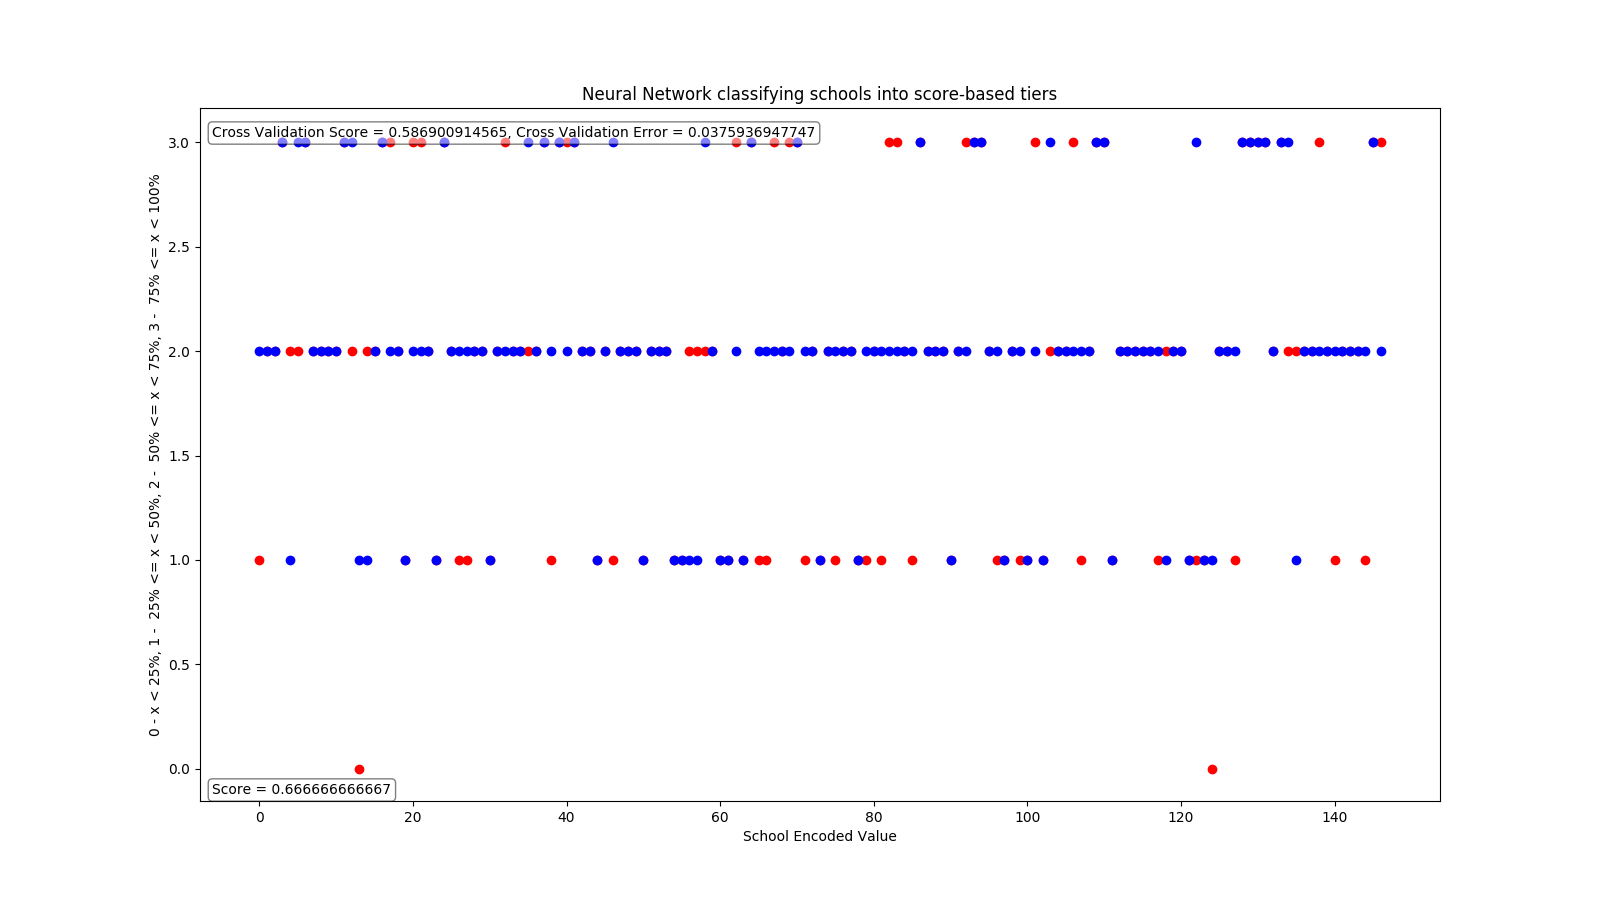 Neural Network classifying schools into score-based tiers
Cross Validation Score = 0.586900914565, Cross Validation Error = 0.0375936947747
3.0
2.5
2.0
1.5
1.0
0.5
0.0
0 - x < 25%, 1 -  25% <= x < 50%, 2 -  50% <= x < 75%, 3 -  75% <= x < 100%
Score = 0.666666666667
0 20 40 60 80 100 120 140
School Encoded Value